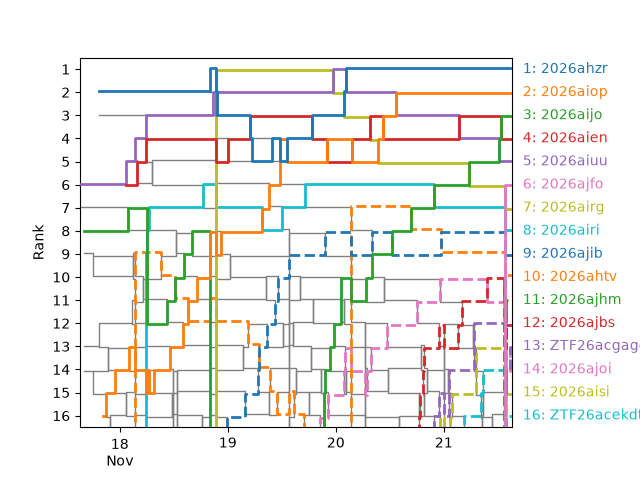 1
2
3
4
5
6
7
8
9
10
11
12
13
14
15
16
Rank
18
19
20
21
Nov
1: 2026ahzr
2: 2026aiop
3: 2026aijo
4: 2026aien
5: 2026aiuu
6: 2026ajfo
7: 2026airg
8: 2026airi
9: 2026ajib
10: 2026ahtv
11: 2026ajhm
12: 2026ajbs
13: ZTF26acgag
14: 2026ajoi
15: 2026aisi
16: ZTF26acekd